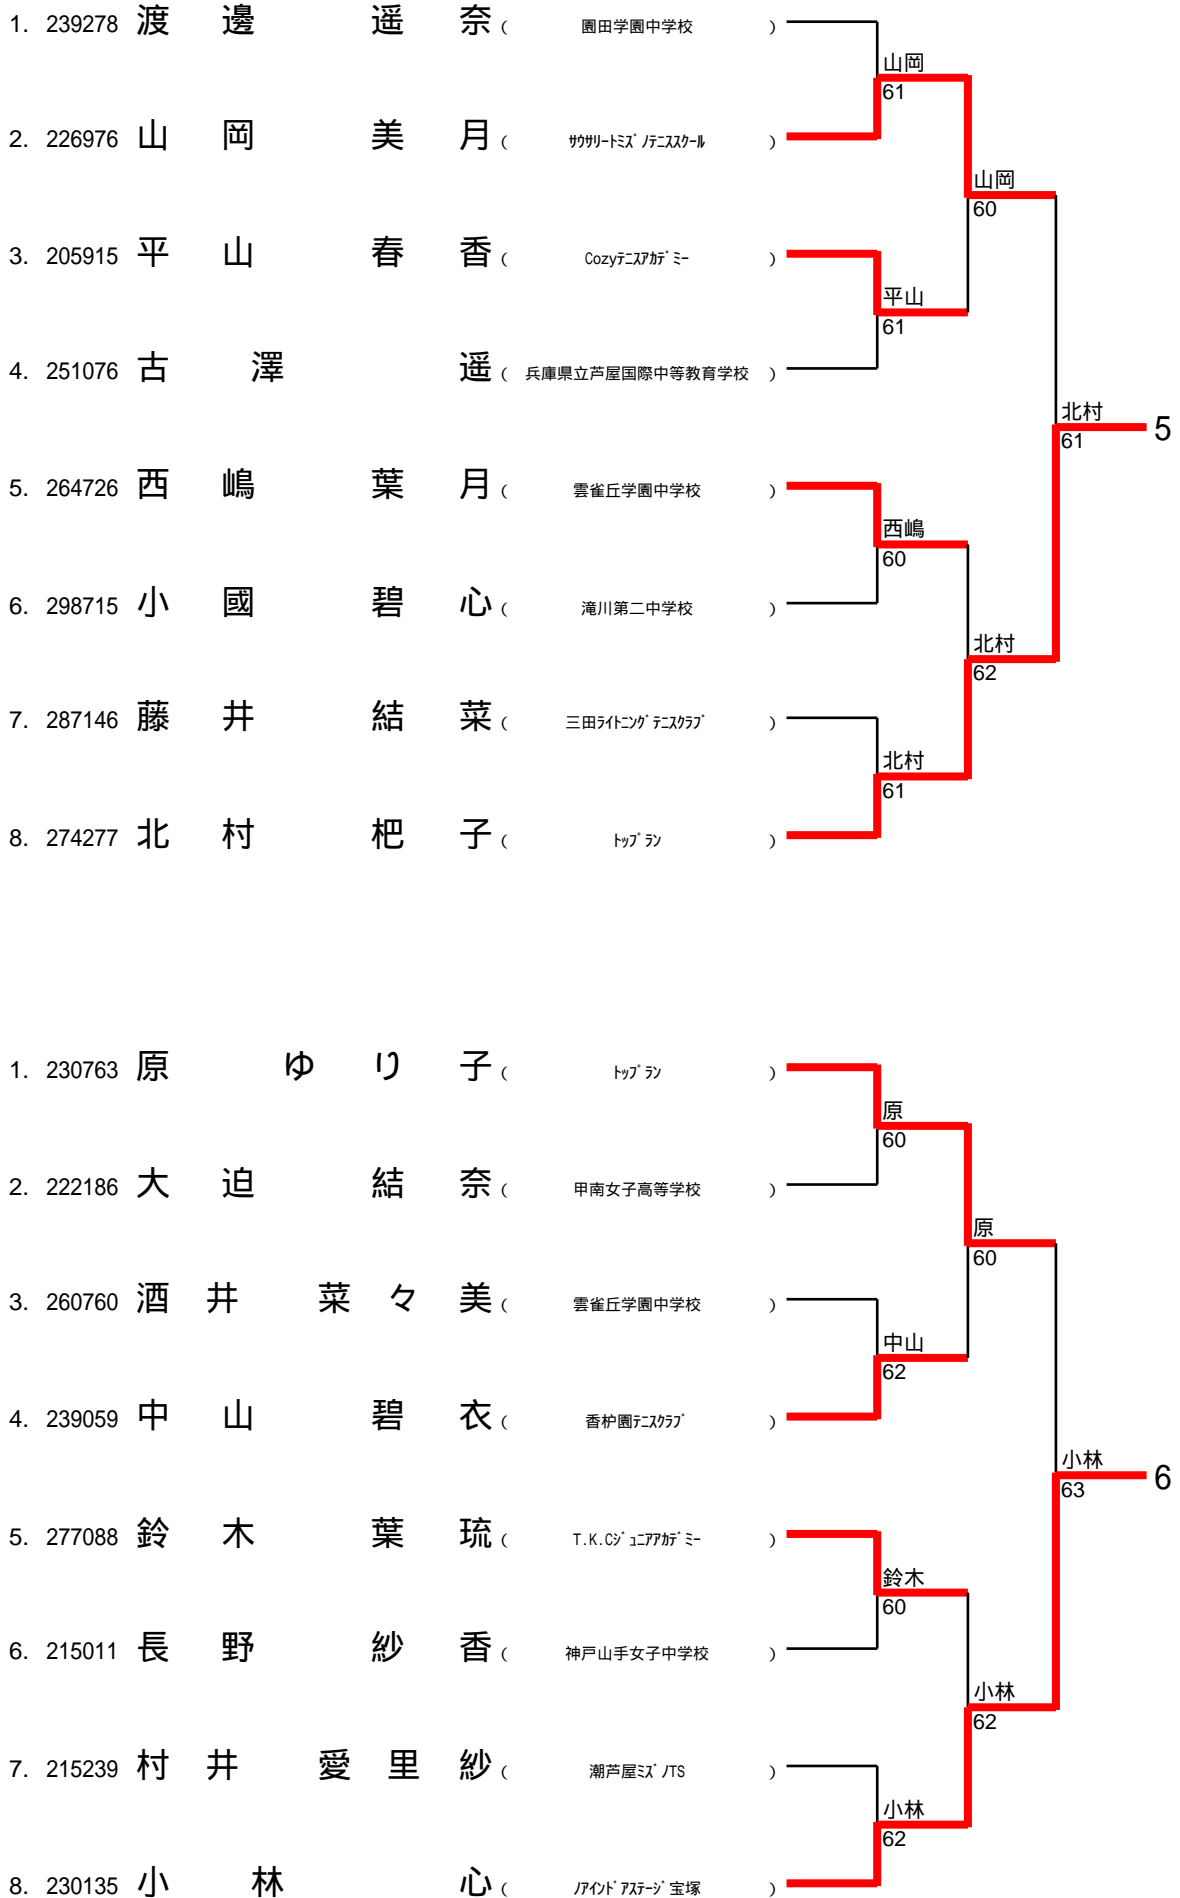 1. 239278 渡邊 遥奈 ( 園田学園中学校 )
山岡
61
2. 226976 山岡 美月 ( ｻｳｻﾘｰﾄﾐｽﾞﾉﾃﾆｽｽｸｰﾙ )
山岡
60
3. 205915 平山 春香 ( Cozyﾃﾆｽｱｶﾃﾞﾐｰ )
平山
61
4. 251076 古澤 遥 ( 兵庫県立芦屋国際中等教育学校 )
北村
61
5
5. 264726 西嶋 葉月 ( 雲雀丘学園中学校 )
西嶋
60
6. 298715 小國 碧心 ( 滝川第二中学校 )
北村
62
7. 287146 藤井 結菜 ( 三田ﾗｲﾄﾆﾝｸﾞﾃﾆｽｸﾗﾌﾞ )
北村
61
8. 274277 北村 杷子 ( ﾄｯﾌﾟﾗﾝ )
1. 230763 原 ゆり子 ( ﾄｯﾌﾟﾗﾝ )
原
60
2. 222186 大迫 結奈 ( 甲南女子高等学校 )
原
60
3. 260760 酒井 菜々美 ( 雲雀丘学園中学校 )
中山
62
4. 239059 中山 碧衣 ( 香枦園ﾃﾆｽｸﾗﾌﾞ )
小林
63
6
5. 277088 鈴木 葉琉 ( T.K.Cｼﾞｭﾆｱｱｶﾃﾞﾐｰ )
鈴木
60
6. 215011 長野 紗香 ( 神戸山手女子中学校 )
小林
62
7. 215239 村井 愛里紗 ( 潮芦屋ﾐｽﾞﾉTS )
小林
62
8. 230135 小林 心 ( ﾉｱｲﾝﾄﾞｱｽﾃｰｼﾞ宝塚 )